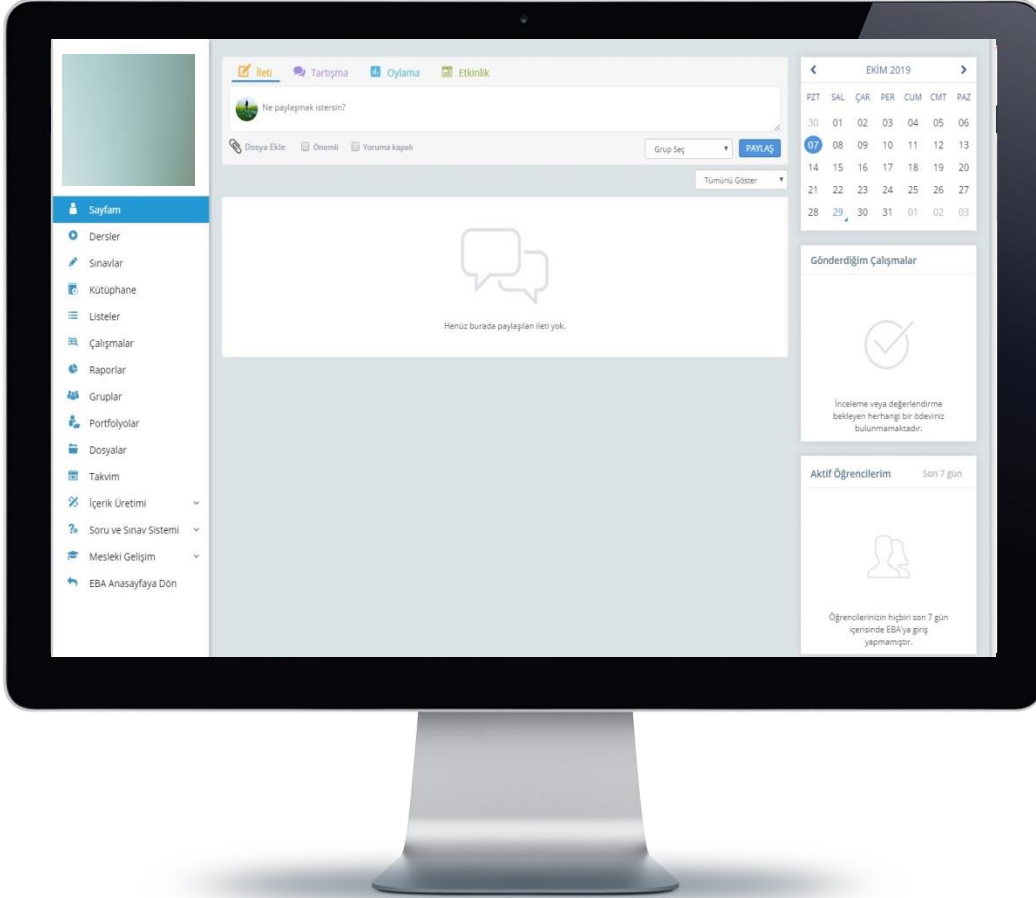 Sayfam
Dersler
Sınavlar
Kütüphane
Listeler
Çalışmalar
Raporlar
Gruplar
Portfolyolar
Dosyalar
Takvim
İçerik Üretimi
Soru ve Sınav Sistemi
Mesleki Gelişim
EBA Anasayfaya Dön
İleti Tartışma Oylama Etkinlik
Ne paylaşmak istersin?
Dosya Ekle Önemli Yoruma kapalı Grup Seç PAYLAŞ
Tümünü Göster
Henüz burada paylaşılan ileti yok.
EKİM 2019
PZT SAL ÇAR PER CUM CMT PAZ
30 01 02 03 04 05 06
07 08 09 10 11 12 13
14 15 16 17 18 19 20
21 22 23 24 25 26 27
28 29 30 31 01 02 03
Gönderdiğim Çalışmalar
İnceleme veya değerlendirme
bekleyen herhangi bir ödeviniz
bulunmamaktadır.
Aktif Öğrencilerim Son 7 gün
Öğrencilerinizin hiçbiri son 7 gün
içerisinde EBA'ya giriş
yapmamıştır.